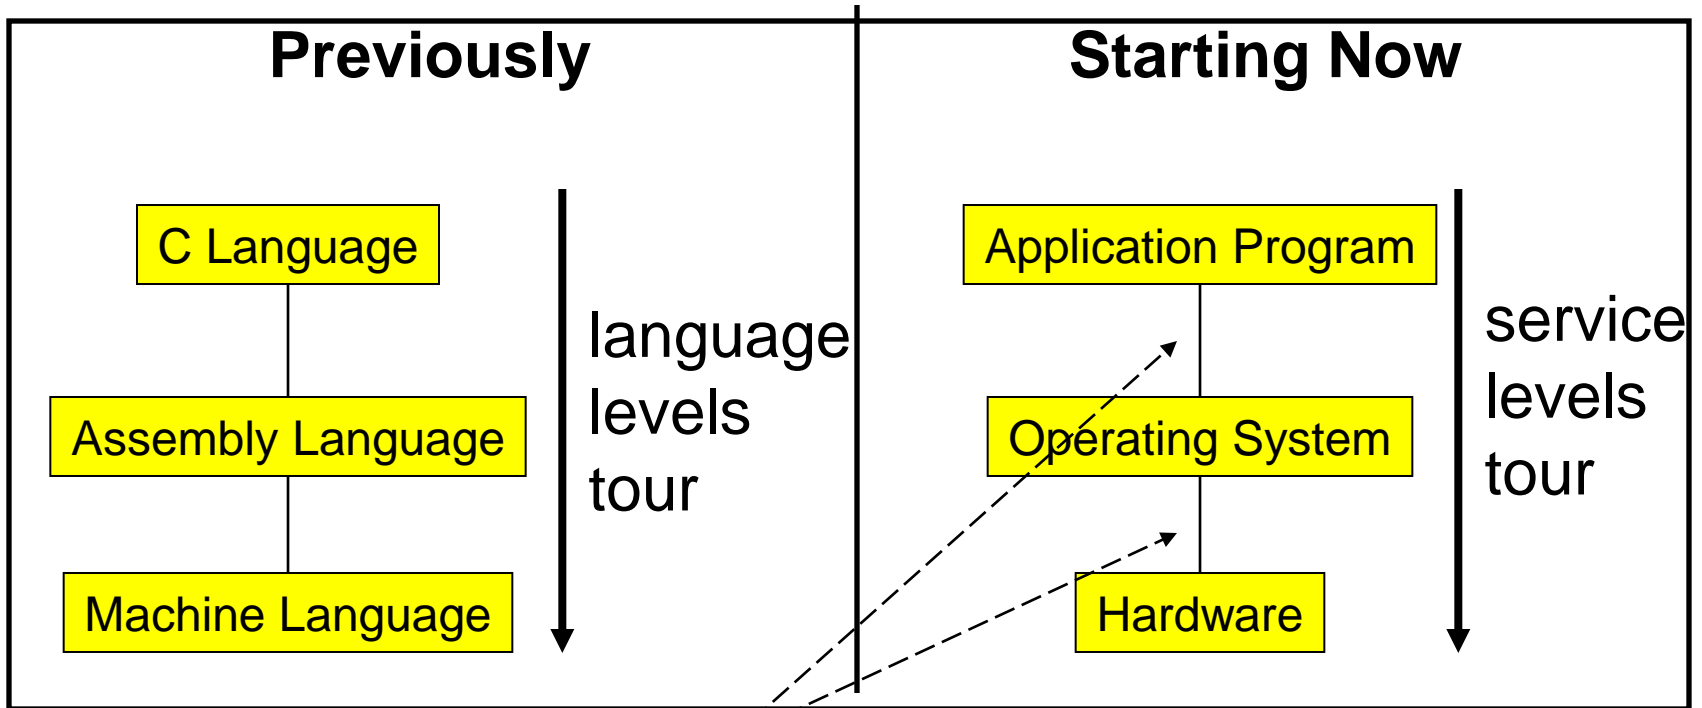 Previously
C Language
Assembly Language
Machine Language
language
levels
tour
Starting Now
Application Program
Operating System
Hardware
service
levels
tour